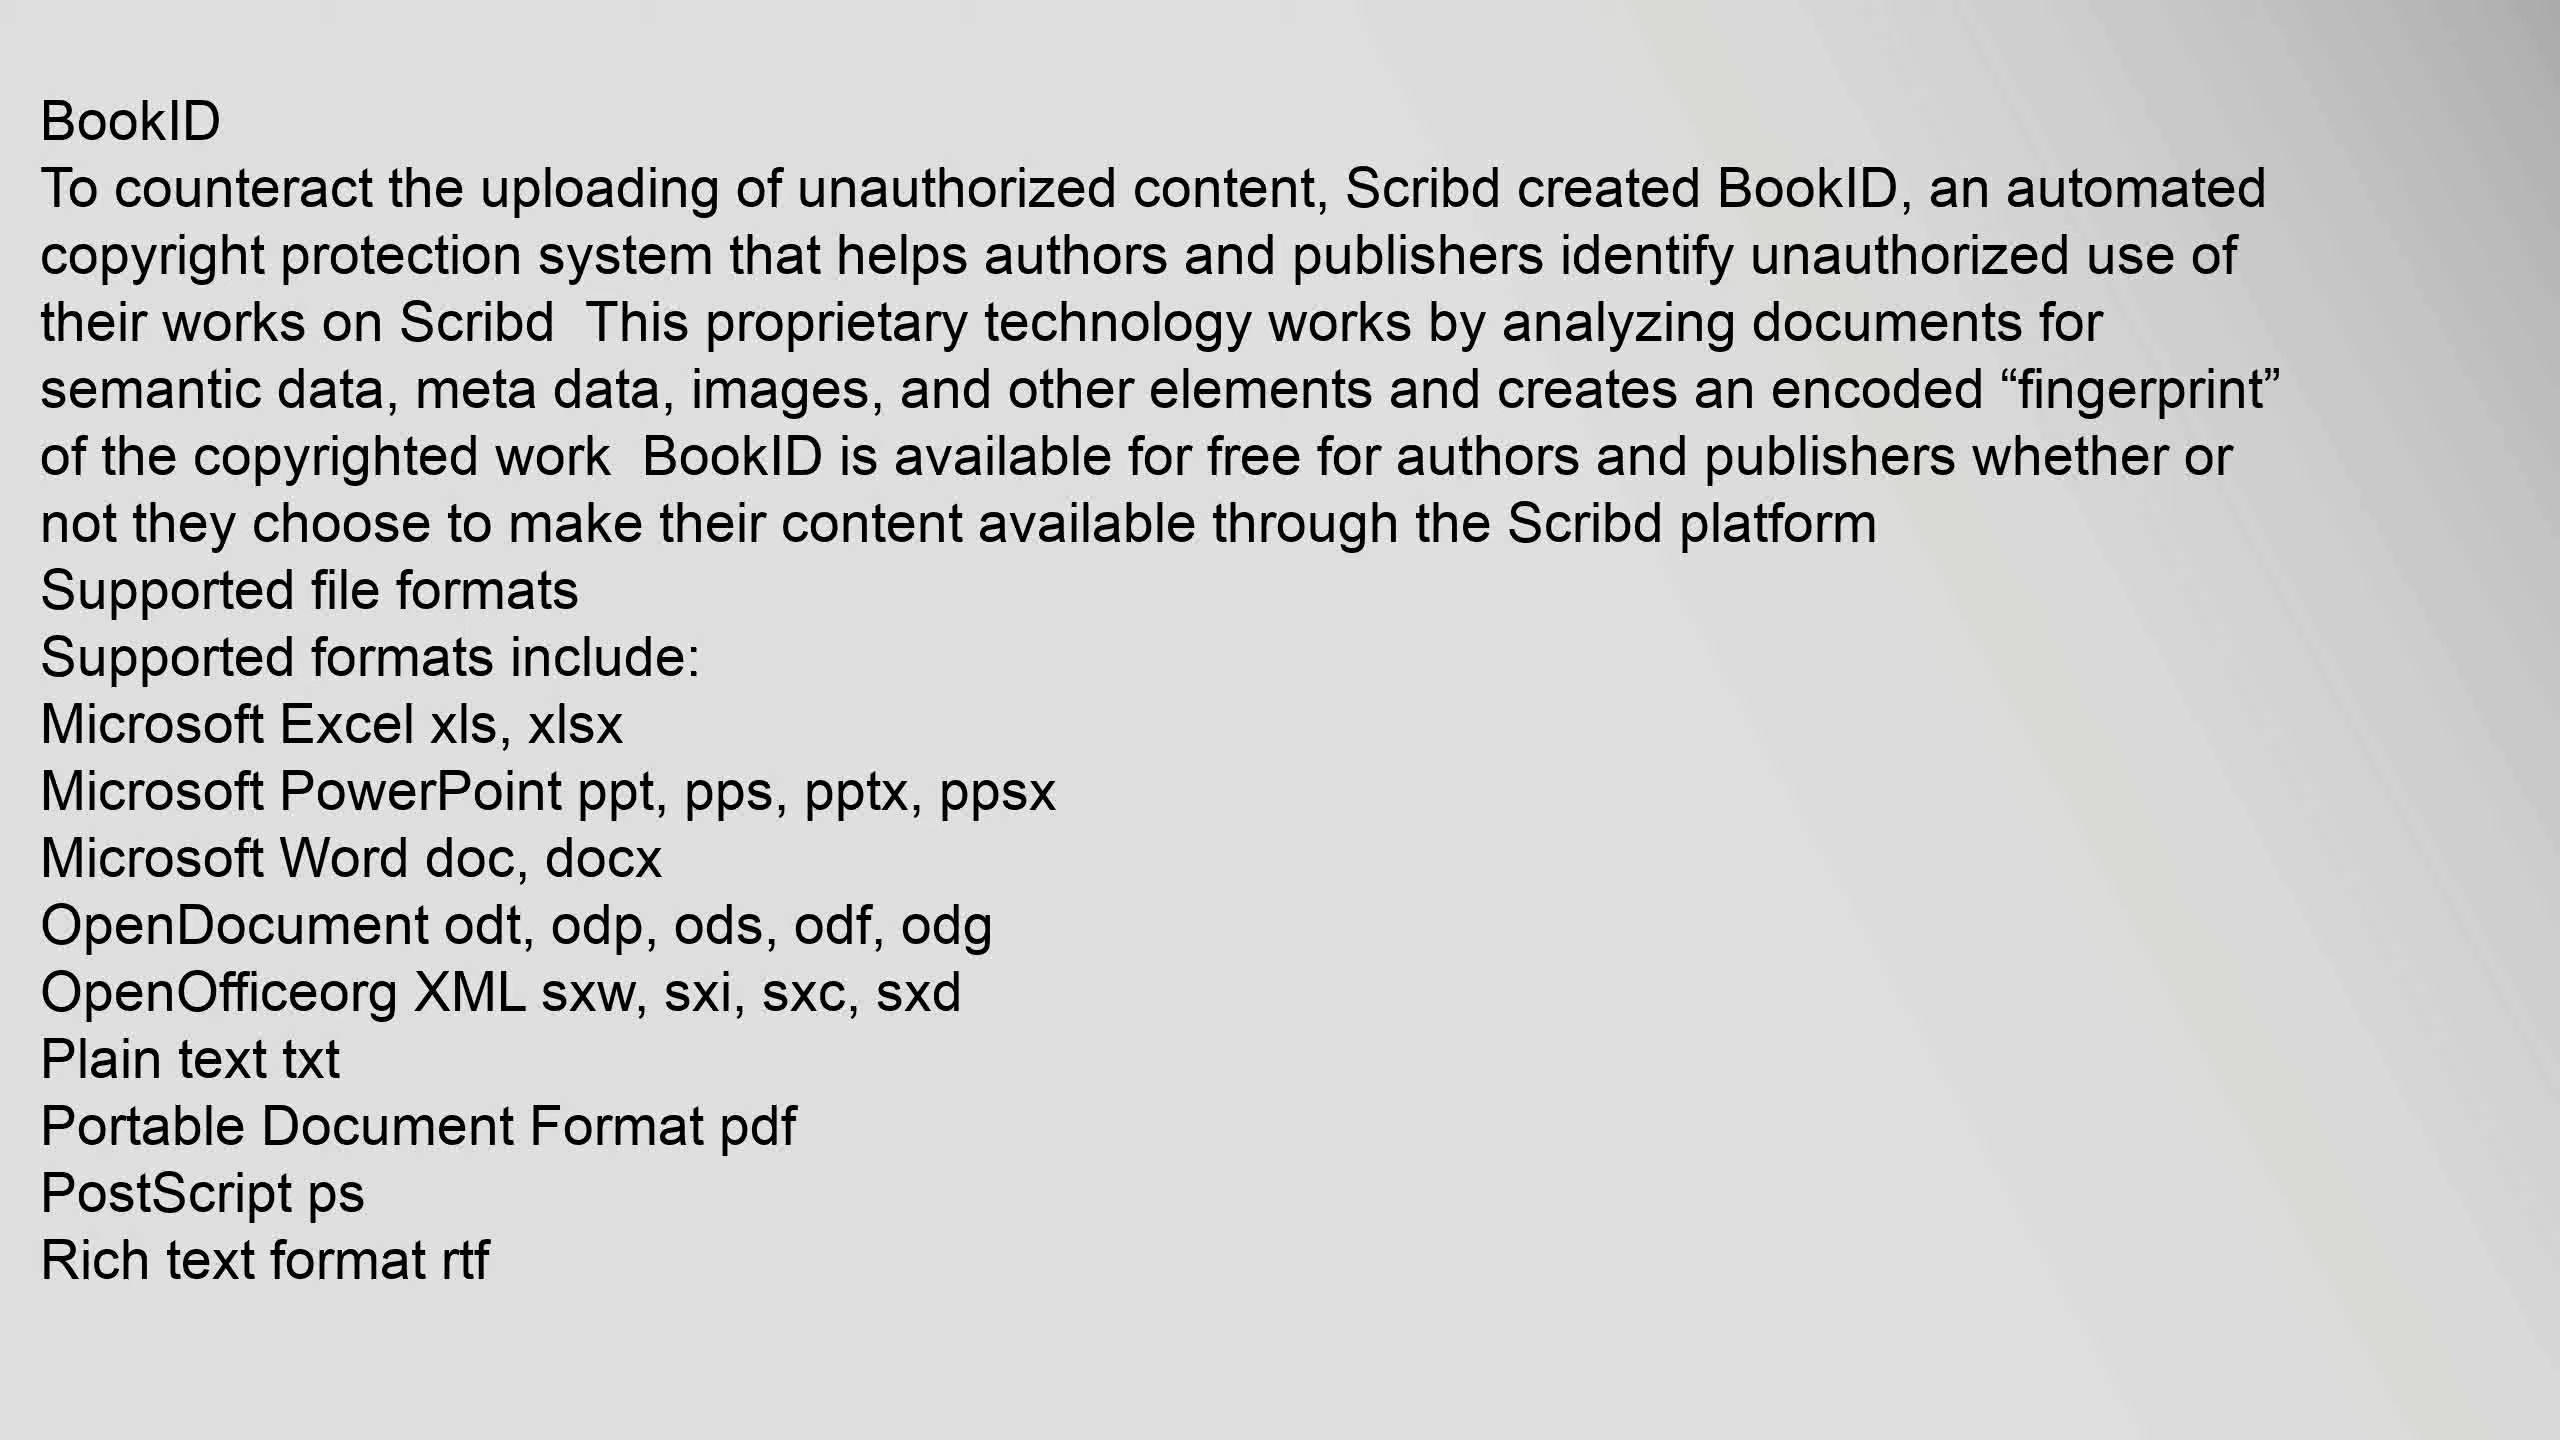 BookID
To counteract the uploading of unauthorized content, Scribd created BookID, an automated
copyright protection system that helps authors and publishers identify unauthorized use of
their works on Scribd  This proprietary technology works by analyzing documents for
semantic data, meta data, images, and other elements and creates an encoded “fingerprint”
of the copyrighted work  BookID is available for free for authors and publishers whether or
not they choose to make their content available through the Scribd platform
Supported file formats
Supported formats include:
Microsoft Excel xls, xlsx
Microsoft PowerPoint ppt, pps, pptx, ppsx
Microsoft Word doc, docx
OpenDocument odt, odp, ods, odf, odg
OpenOfficeorg XML sxw, sxi, sxc, sxd
Plain text txt
Portable Document Format pdf
PostScript ps
Rich text format rtf